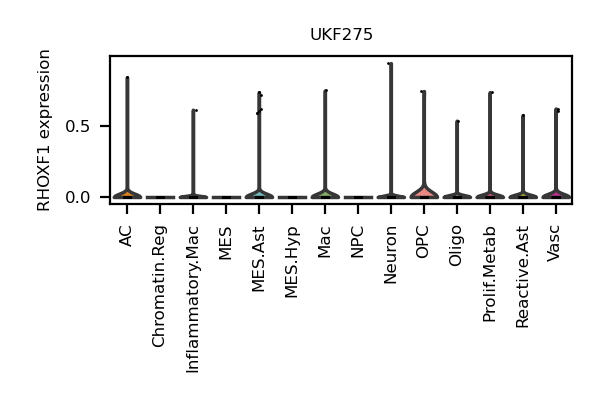 UKF275
RHOXF1 expression
0.5
0.0
AC
Chromatin.Reg
Inflammatory.Mac
MES
MES.Ast
MES.Hyp
Mac
NPC
Neuron
OPC
Oligo
Prolif.Metab
Reactive.Ast
Vasc